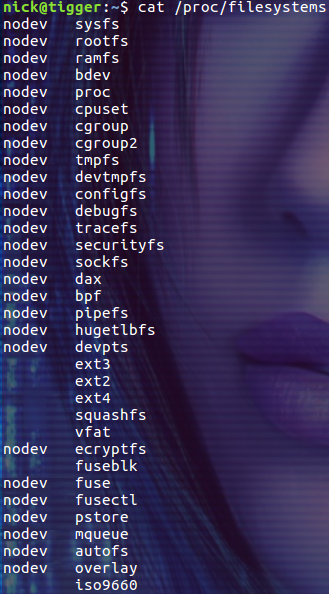 nick@tigger:~$ cat /proc/filesystems
nodev   sysfs
nodev   rootfs
nodev   ramfs
nodev   bdev
nodev   proc
nodev   cpuset
nodev   cgroup
nodev   cgroup2
nodev   tmpfs
nodev   devtmpfs
nodev   configfs
nodev   debugfs
nodev   tracefs
nodev   securityfs
nodev   sockfs
nodev   dax
nodev   bpf
nodev   pipefs
nodev   hugetlbfs
nodev   devpts
        ext3
        ext2
        ext4
        squashfs
        vfat
nodev   ecryptfs
        fuseblk
nodev   fuse
nodev   fusectl
nodev   pstore
nodev   mqueue
nodev   autofs
nodev   overlay
        iso9660